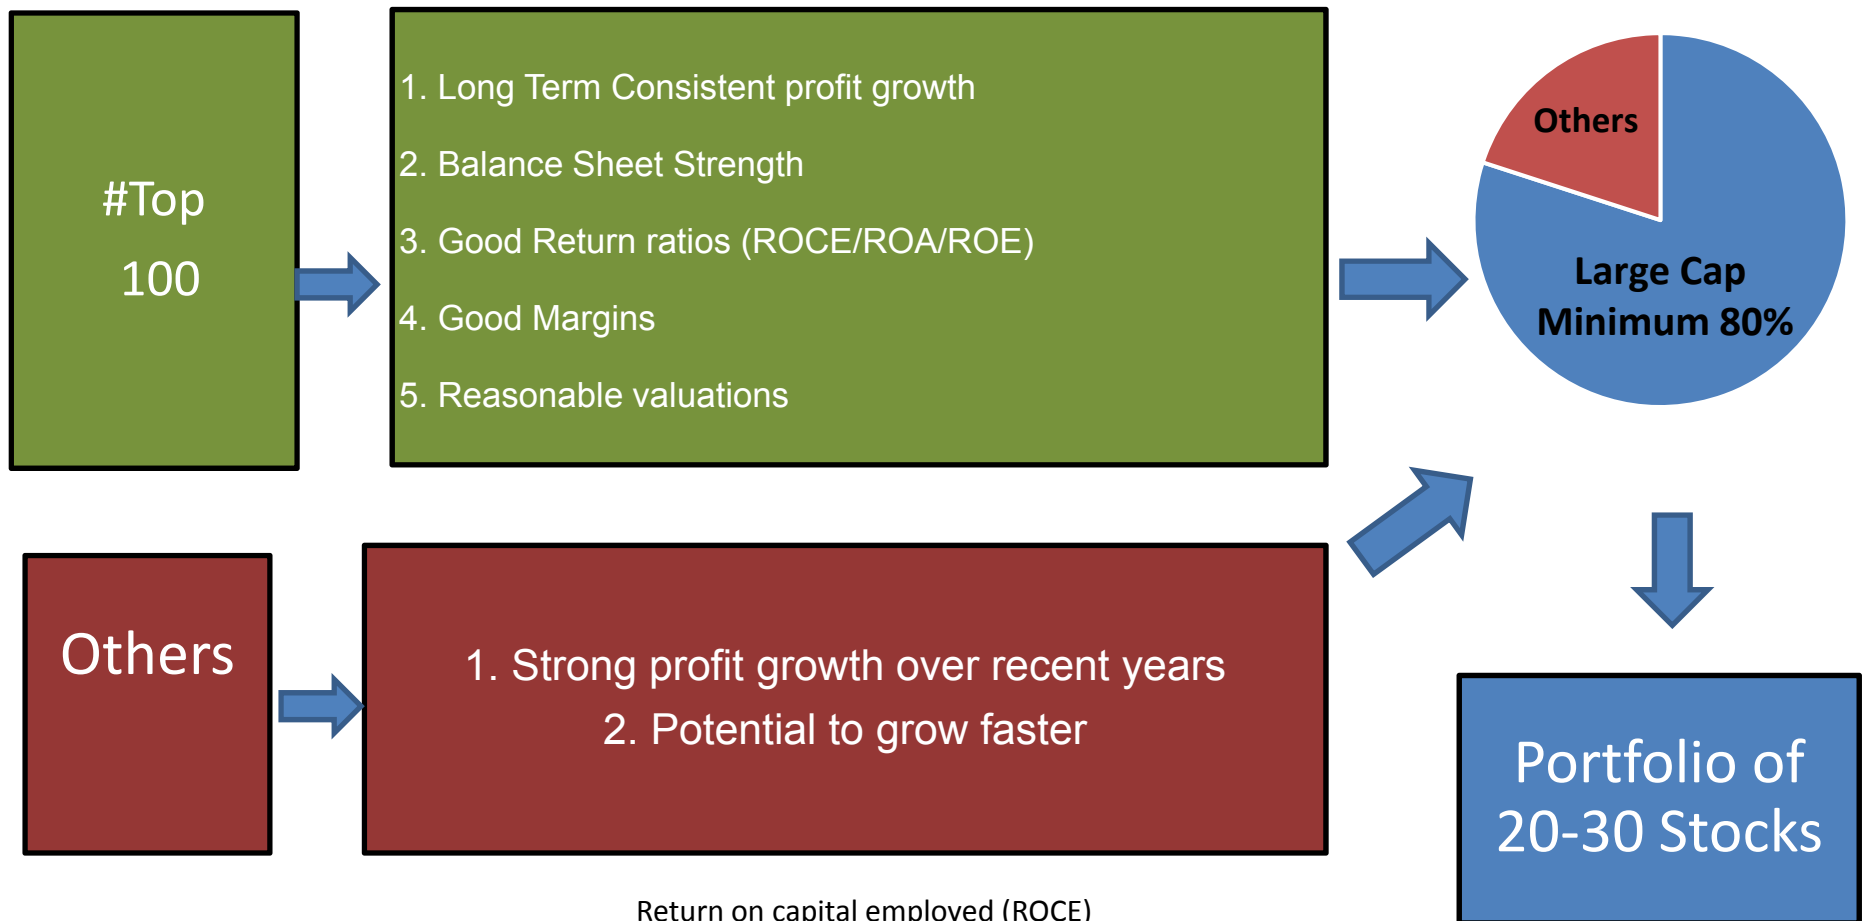 #Top
100
1. Long Term Consistent profit growth
2. Balance Sheet Strength
3. Good Return ratios (ROCE/ROA/ROE)
4. Good Margins
5. Reasonable valuations
Others
Large Cap
Minimum 80%
Others
1. Strong profit growth over recent years
2. Potential to grow faster
Portfolio of
20-30 Stocks
Return on capital employed (ROCE)